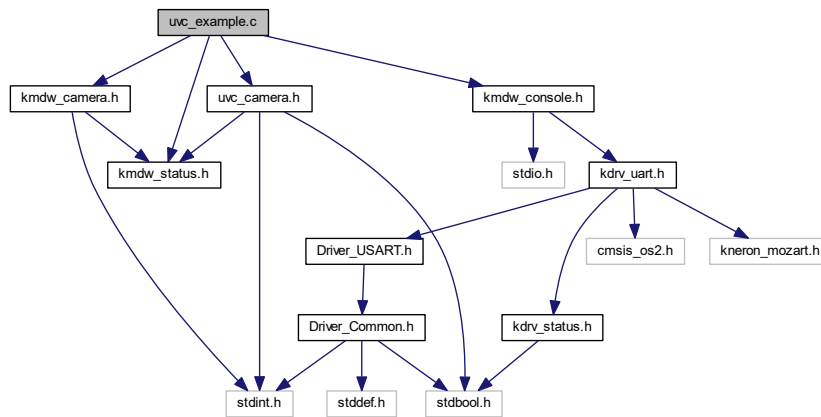 uvc_example.c
kmdw_camera.h
uvc_camera.h
kmdw_console.h
kmdw_status.h
stdio.h
kdrv_uart.h
Driver_USART.h
cmsis_os2.h
kneron_mozart.h
Driver_Common.h
kdrv_status.h
stdint.h
stddef.h
stdbool.h